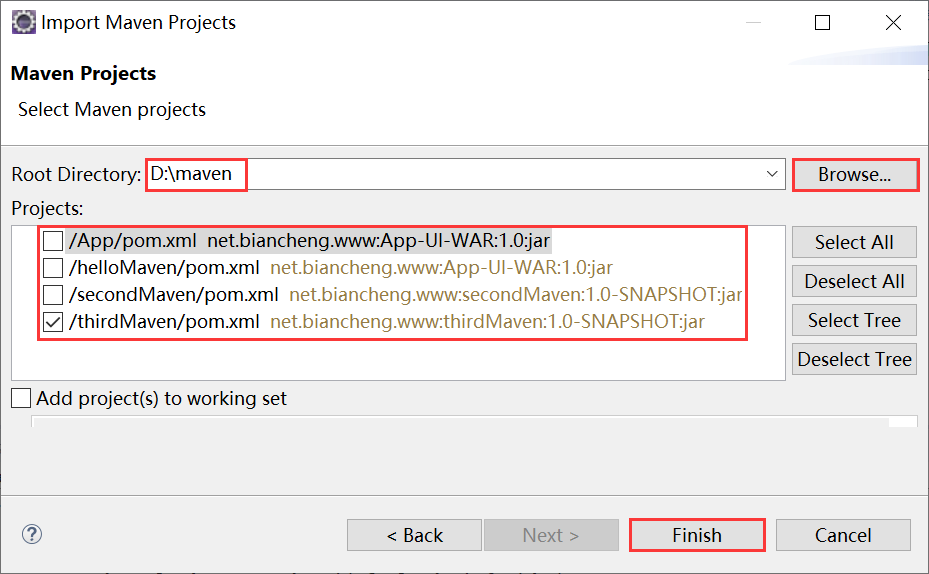 Import Maven Projects
Maven Projects
Select Maven projects
Root Directory: D:\maven Browse...
Projects:
/App/pom.xml net.biancheng.www:App-UI-WAR:1.0:jar
/helloMaven/pom.xml net.biancheng.www:App-UI-WAR:1.0:jar
/secondMaven/pom.xml net.biancheng.www:secondMaven:1.0-SNAPSHOT:jar
/thirdMaven/pom.xml net.biancheng.www:thirdMaven:1.0-SNAPSHOT:jar
Select All
Deselect All
Select Tree
Deselect Tree
Add project(s) to working set
? < Back Next > Finish Cancel